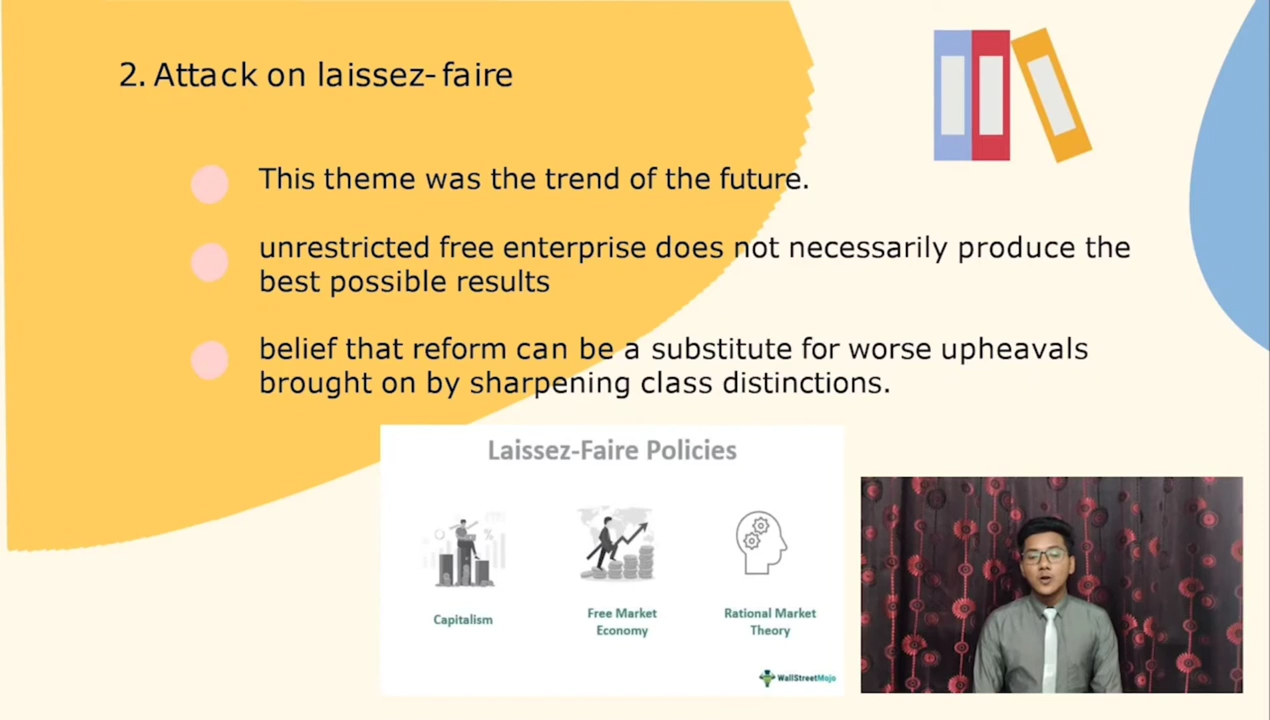 2. Attack on laissez-faire
This theme was the trend of the future.
unrestricted free enterprise does not necessarily produce the
best possible results
belief that reform can be a substitute for worse upheavals
brought on by sharpening class distinctions.
Laissez-Faire Policies
%
Capitalism
Free Market
Economy
Rational Market
Theory
WallStreetMojo